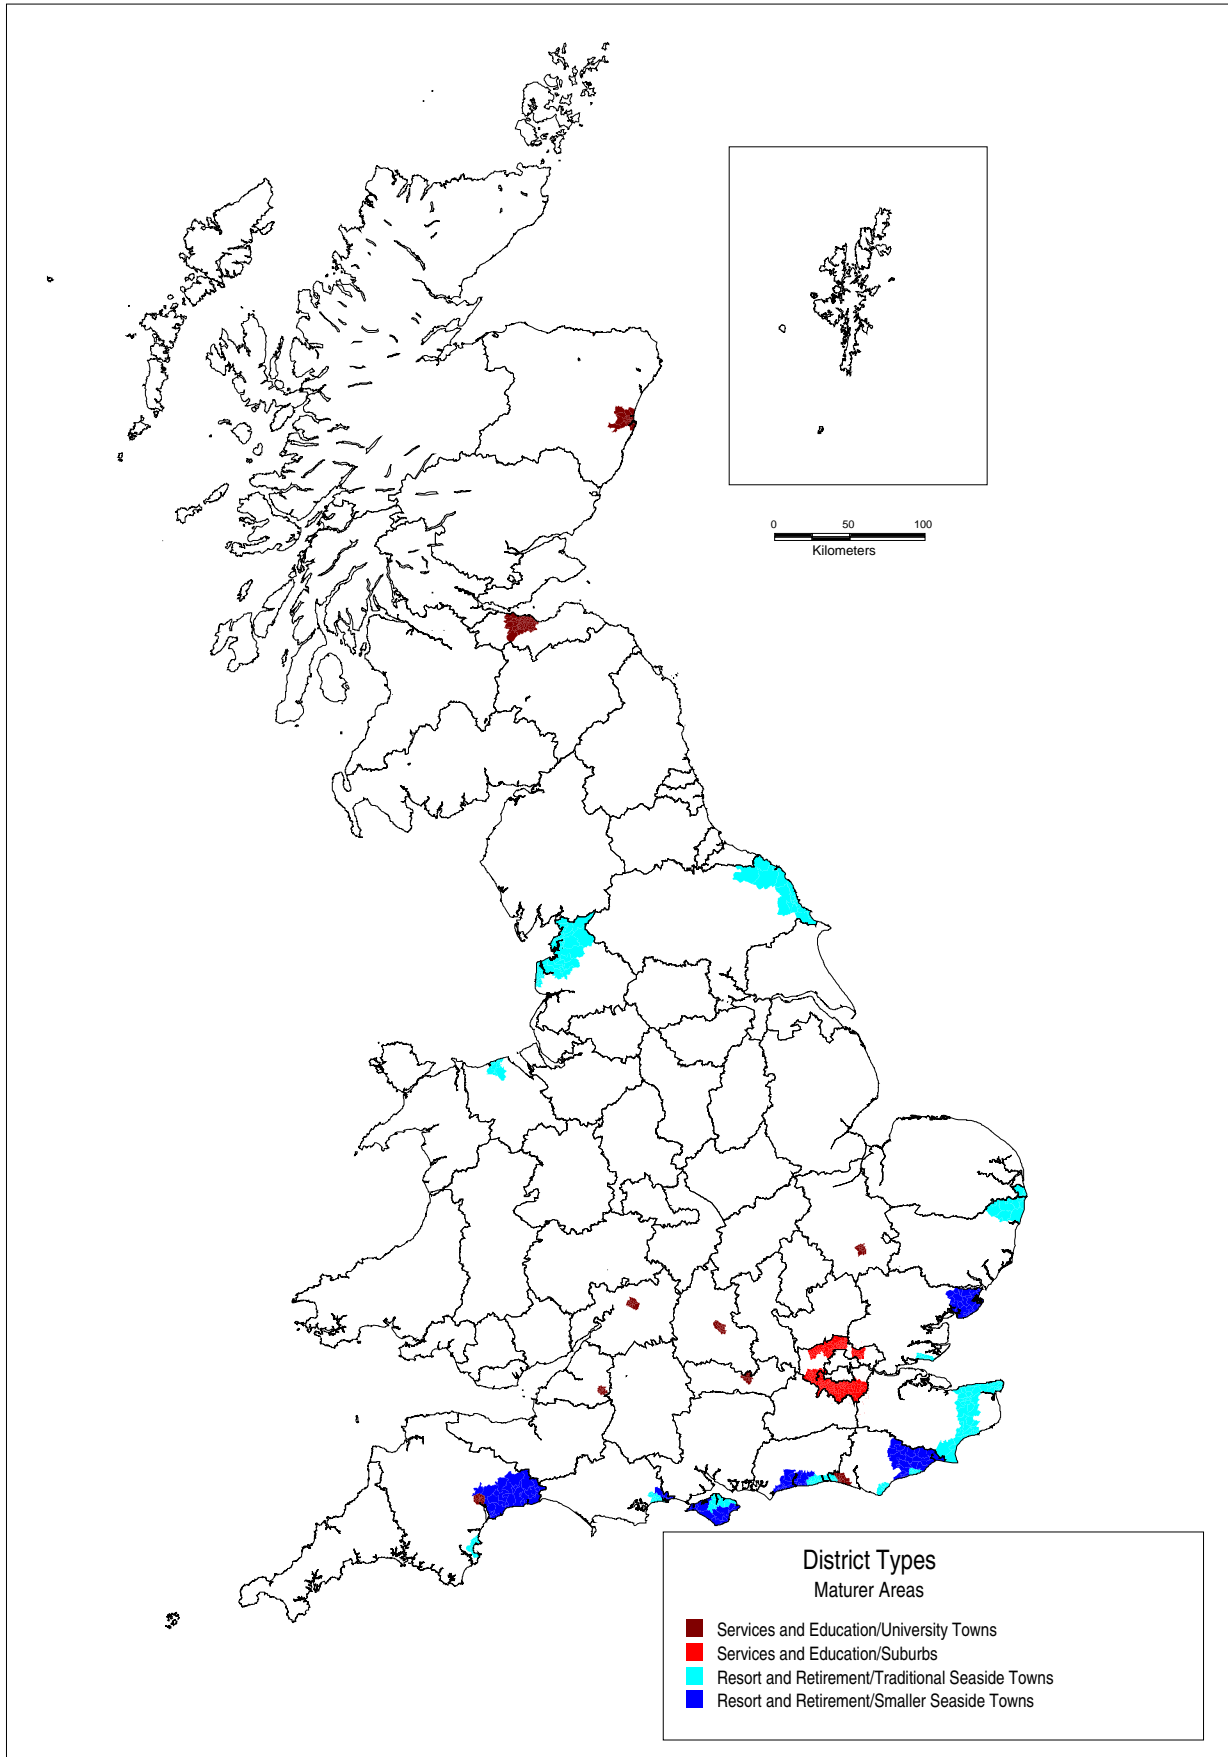 0 50 100
Kilometers
District Types
Maturer Areas
Services and Education/University Towns
Services and Education/Suburbs
Resort and Retirement/Traditional Seaside Towns
Resort and Retirement/Smaller Seaside Towns